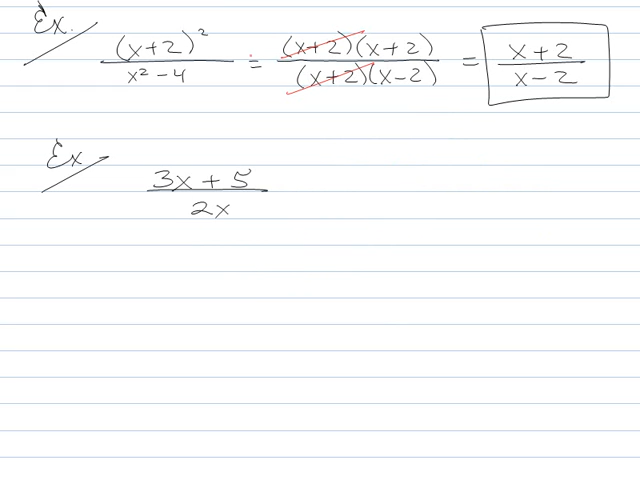 Ex. (x+2)² / x² - 4 ÷ (x+2)(x+2) / (x+2)(x-2) = x+2 / x-2
Ex 3x + 5 / 2x